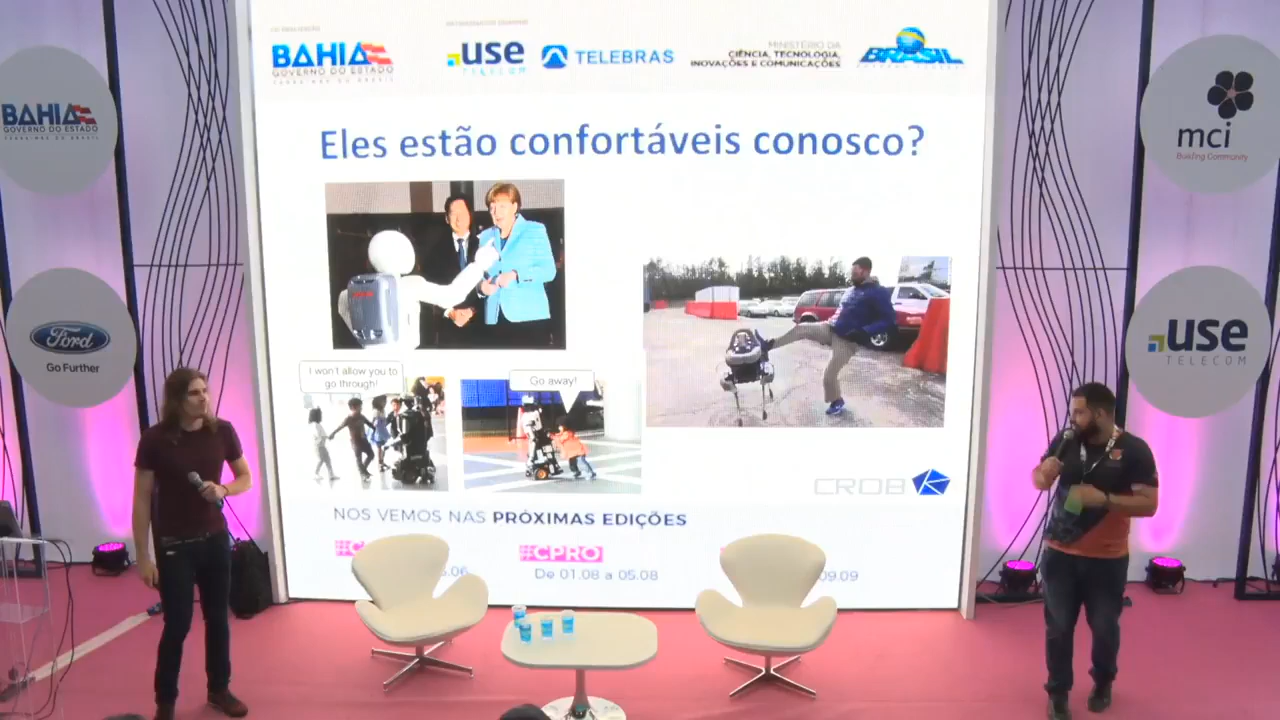 BAHIA
GOVERNO DO ESTADO
use
TELECOM
TELEBRAS
MINISTÉRIO DA
CIÊNCIA, TECNOLOGIA,
INOVAÇÕES E COMUNICAÇÕES
BRASIL
Eles estão confortáveis conosco?
I won't allow you to
go through!
Go away!
CROB
NOS VEMOS NAS PRÓXIMAS EDIÇÕES
#CPRO
De 01.08 a 05.08
09.09
BAHIA
GOVERNO DO ESTADO
Ford
Go Further
mci
Building Community
use
TELECOM